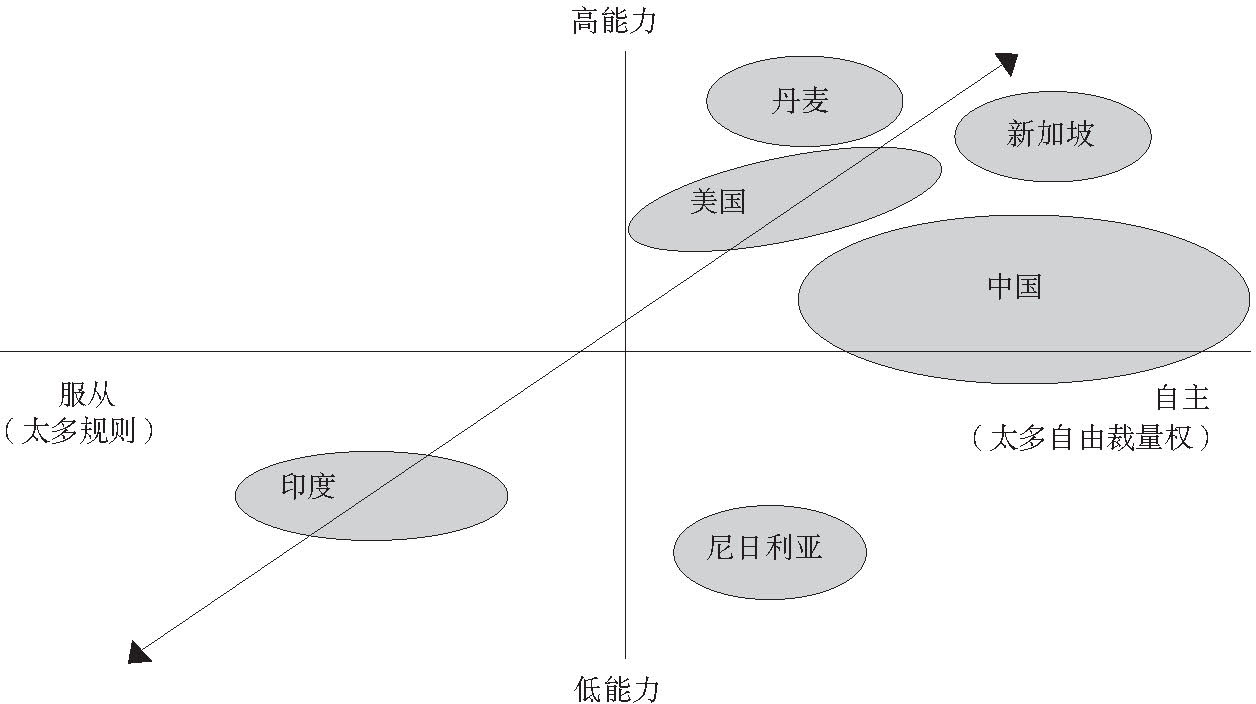 高能力
丹麦
新加坡
美国
中国
服从
（太多规则）
自主
（太多自由裁量权）
印度
尼日利亚
低能力